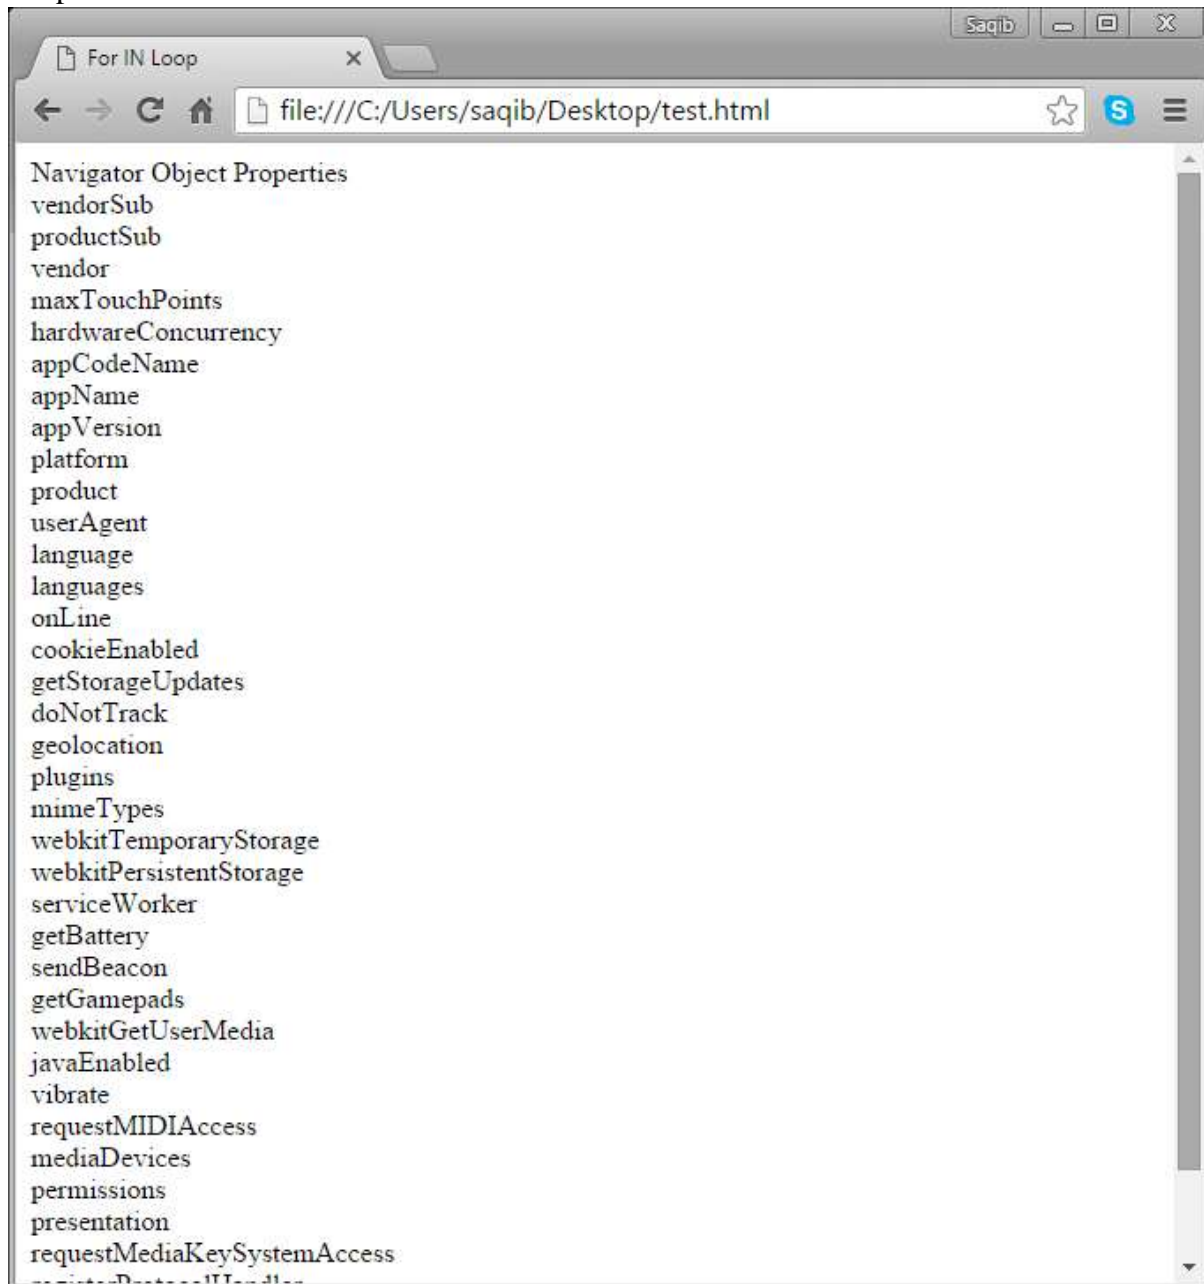 Saqib
For IN Loop
file:///C:/Users/saqib/Desktop/test.html
Navigator Object Properties
vendorSub
productSub
vendor
maxTouchPoints
hardwareConcurrency
appCodeName
appName
appVersion
platform
product
userAgent
language
languages
onLine
cookieEnabled
getStorageUpdates
doNotTrack
geolocation
plugins
mimeTypes
webkitTemporaryStorage
webkitPersistentStorage
serviceWorker
getBattery
sendBeacon
getGamepads
webkitGetUserMedia
javaEnabled
vibrate
requestMIDIAccess
mediaDevices
permissions
presentation
requestMediaKeySystemAccess
registerProtocolHandler